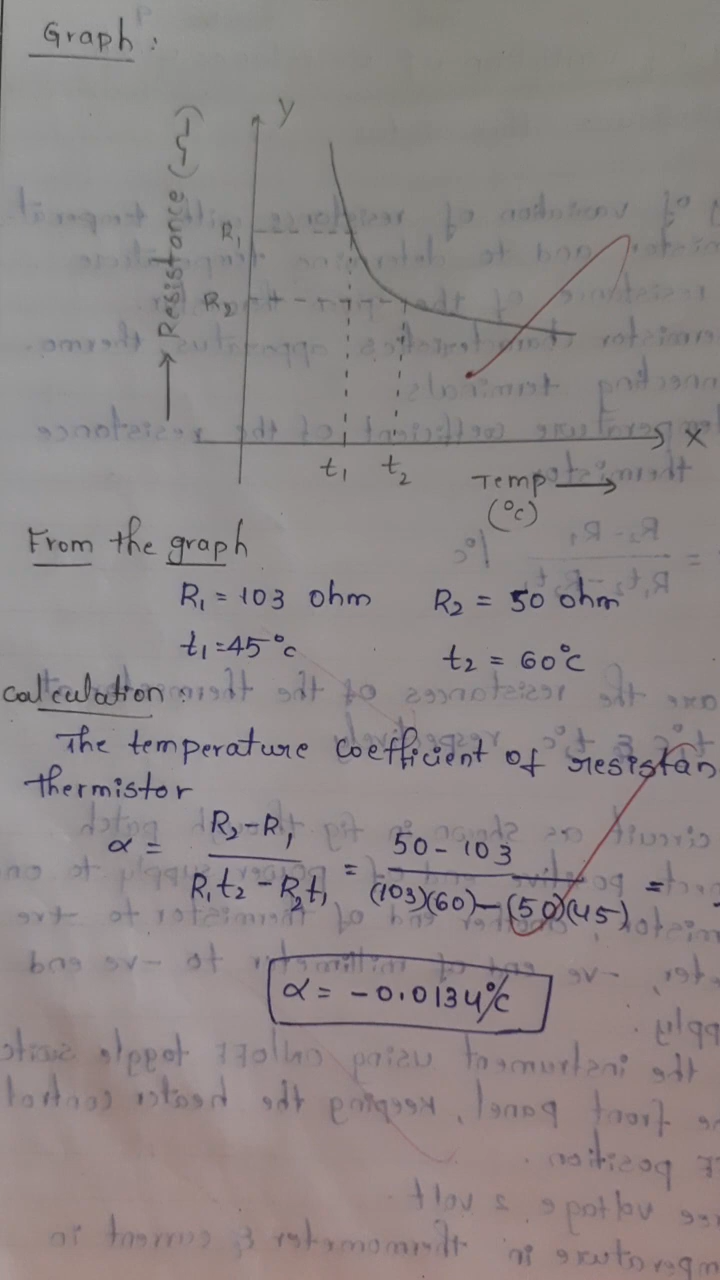 Graph :
Y
→ Resistance (Ω)
R₁
R₂
X
t₁ t₂ Temp →
(°c)
From the graph
R₁ = 103 ohm R₂ = 50 ohm
t₁ = 45°c t₂ = 60°c
calculation :
The temperature coefficient of resistan
thermistor
α = (R₂ - R₁) / (R₁t₂ - R₂t₁) = (50 - 103) / ((103)(60) - (50)(45)) =
α = -0.0134°/c